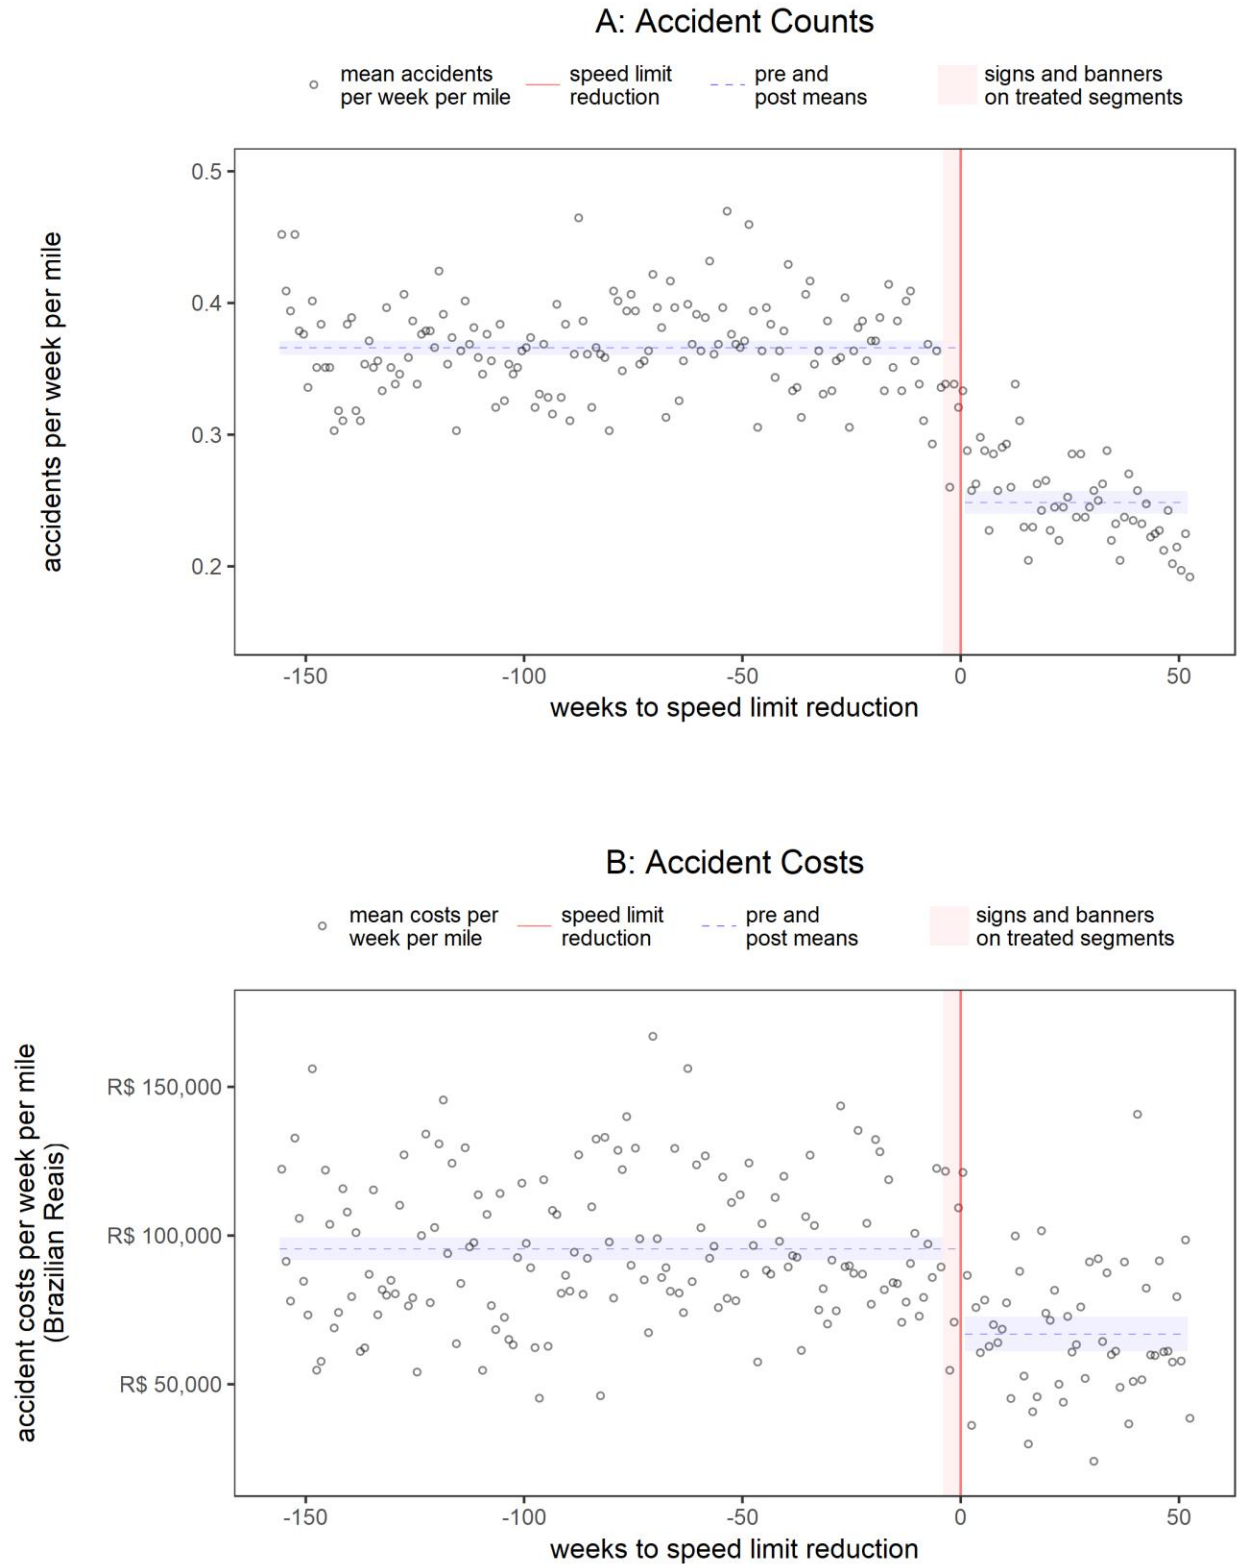 A: Accident Counts
mean accidents
per week per mile
speed limit
reduction
pre and
post means
signs and banners
on treated segments
accidents per week per mile
0.5
0.4
0.3
0.2
-150
-100
-50
0
50
weeks to speed limit reduction
B: Accident Costs
mean costs per
week per mile
speed limit
reduction
pre and
post means
signs and banners
on treated segments
accident costs per week per mile
(Brazilian Reais)
R$ 150,000
R$ 100,000
R$ 50,000
-150
-100
-50
0
50
weeks to speed limit reduction